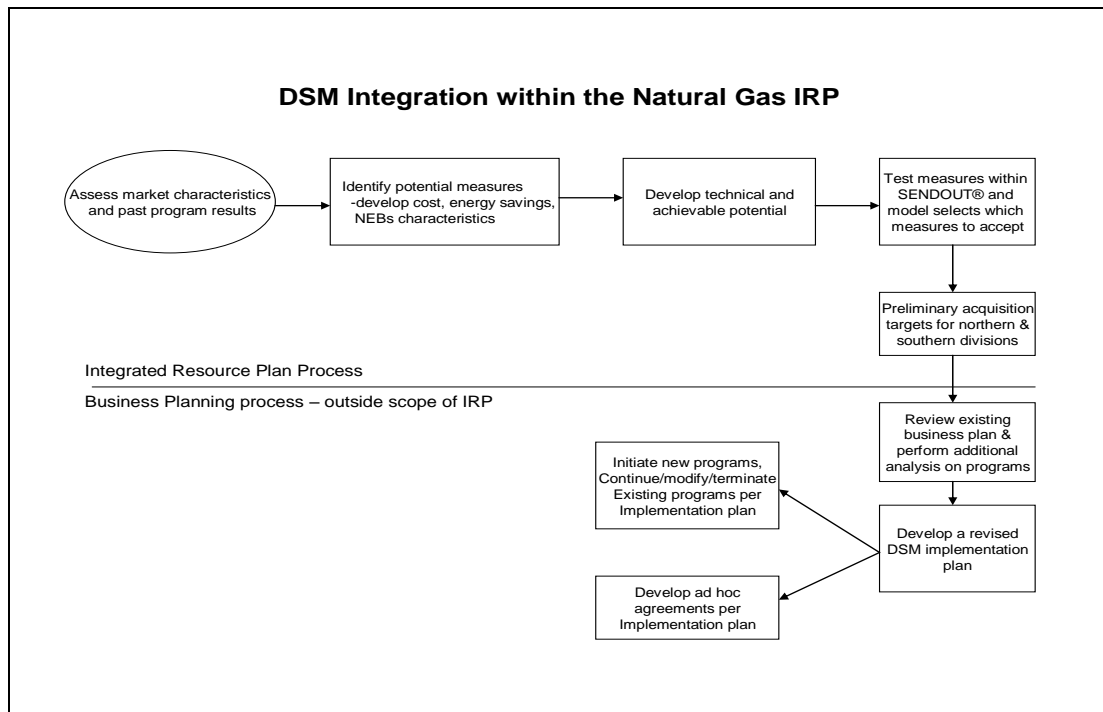 DSM Integration within the Natural Gas IRP
Assess market characteristics
and past program results
Identify potential measures
-develop cost, energy savings,
NEBs characteristics
Develop technical and
achievable potential
Test measures within
SENDOUT® and
model selects which
measures to accept
Preliminary acquisition
targets for northern &
southern divisions
Integrated Resource Plan Process
Business Planning process – outside scope of IRP
Review existing
business plan &
perform additional
analysis on programs
Initiate new programs,
Continue/modify/terminate
Existing programs per
Implementation plan
Develop a revised
DSM implementation
plan
Develop ad hoc
agreements per
Implementation plan